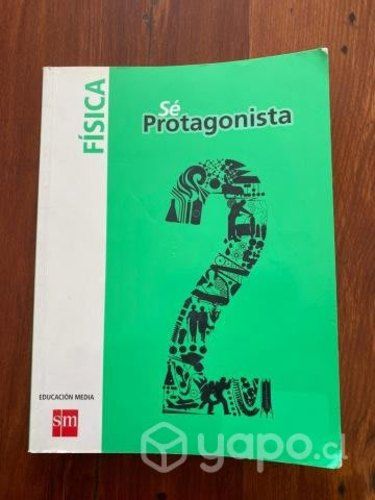 FÍSICA
Sé
Protagonista
2
EDUCACIÓN MEDIA
sm
yapo.cl